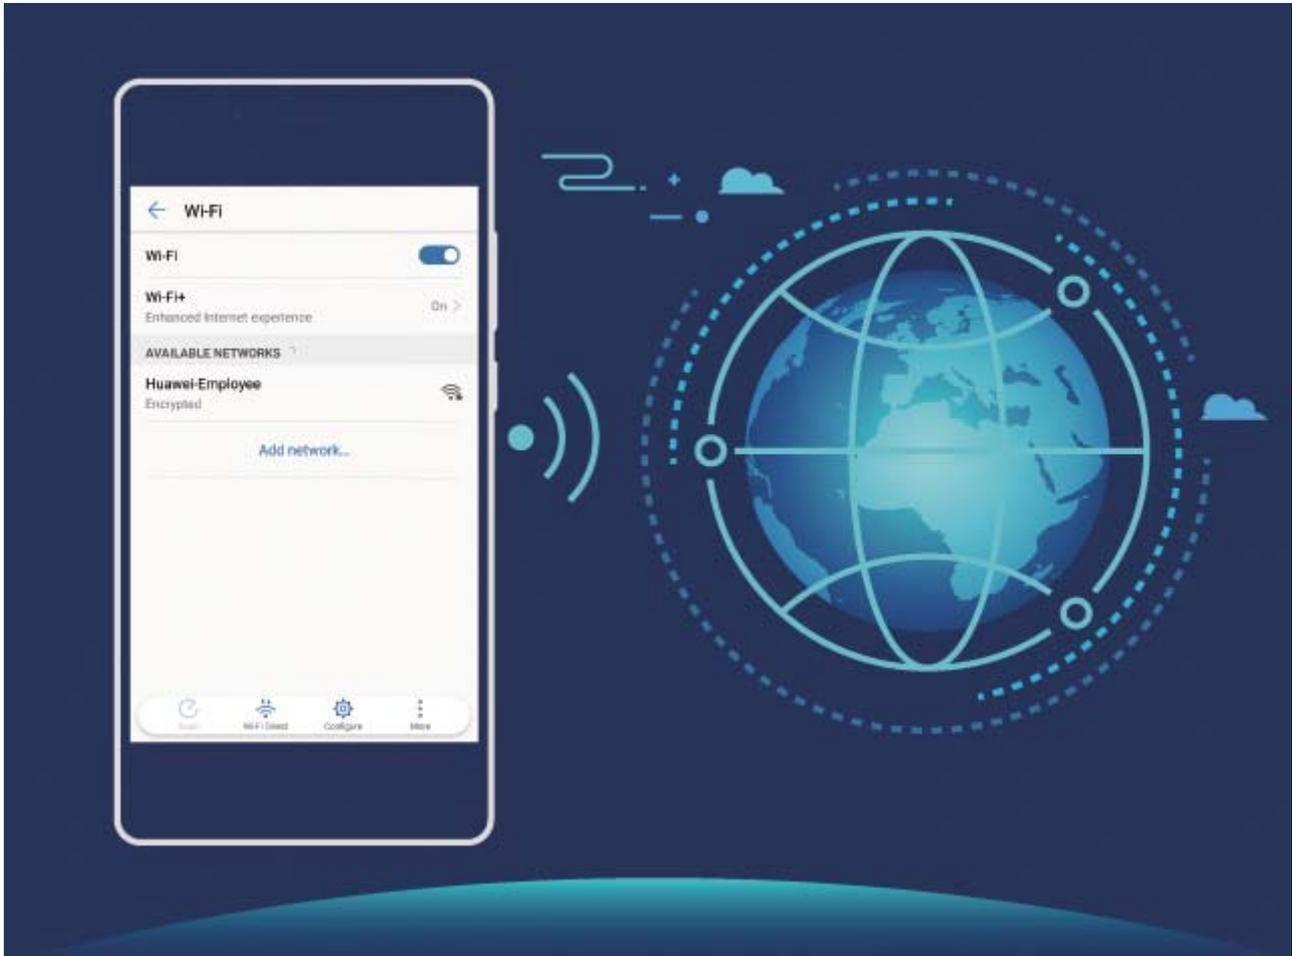 Wi-Fi
Wi-Fi
Wi-Fi+
On
Enhanced Internet experience
AVAILABLE NETWORKS
Huawei-Employee
Encrypted
Add network...
Wi-Fi Direct
Configure
More